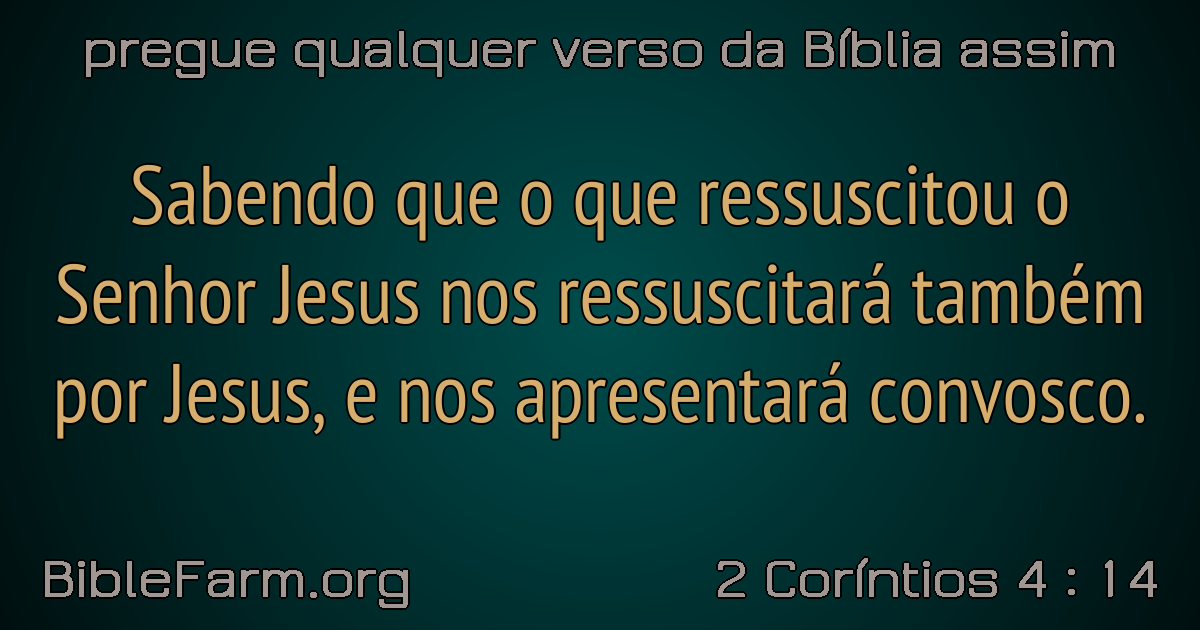 pregue qualquer verso da Bíblia assim
Sabendo que o que ressuscitou o
Senhor Jesus nos ressuscitará também
por Jesus, e nos apresentará convosco.
BibleFarm.org
2 Coríntios 4 : 14